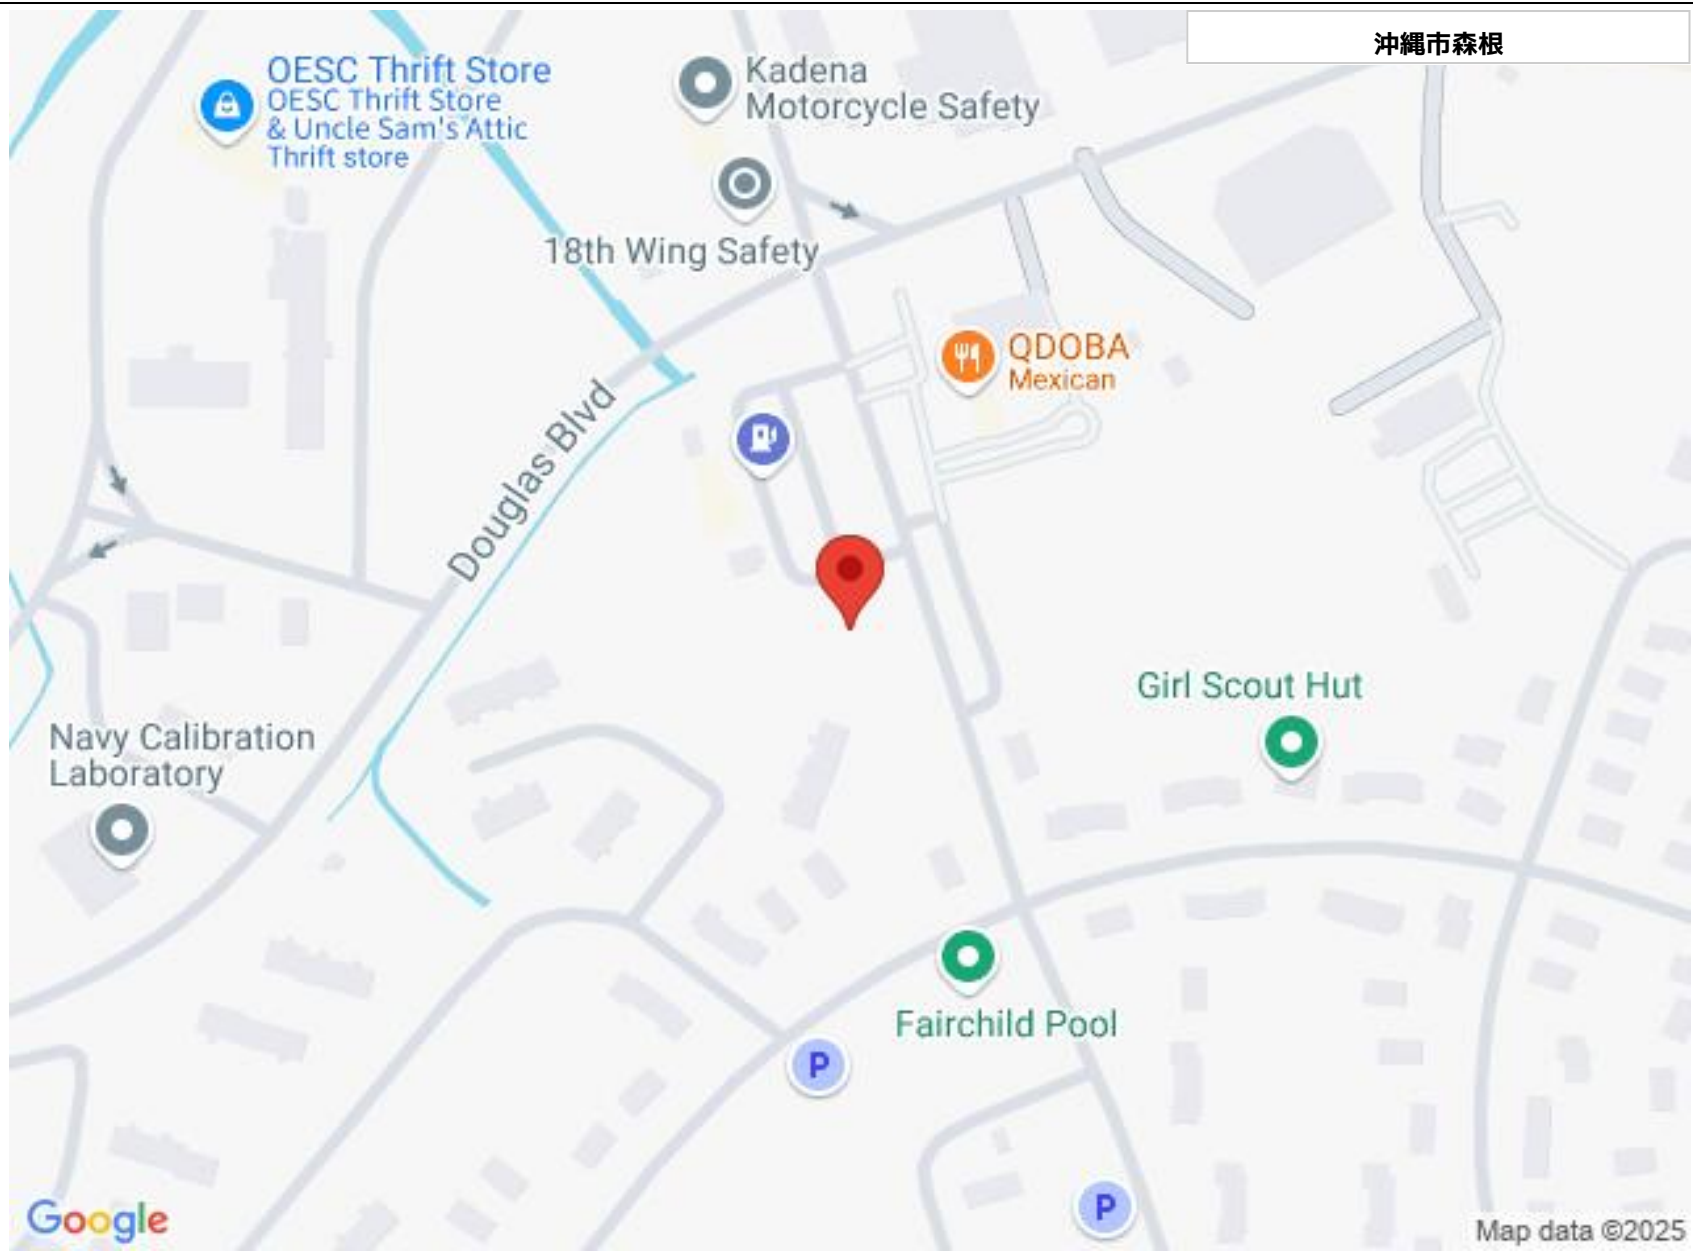 沖縄市森根
OESC Thrift Store
OESC Thrift Store
& Uncle Sam's Attic
Thrift store
Kadena
Motorcycle Safety
18th Wing Safety
QDOBA
Mexican
Douglas Blvd
Girl Scout Hut
Navy Calibration
Laboratory
Fairchild Pool
P
P
Google
Map data ©2025